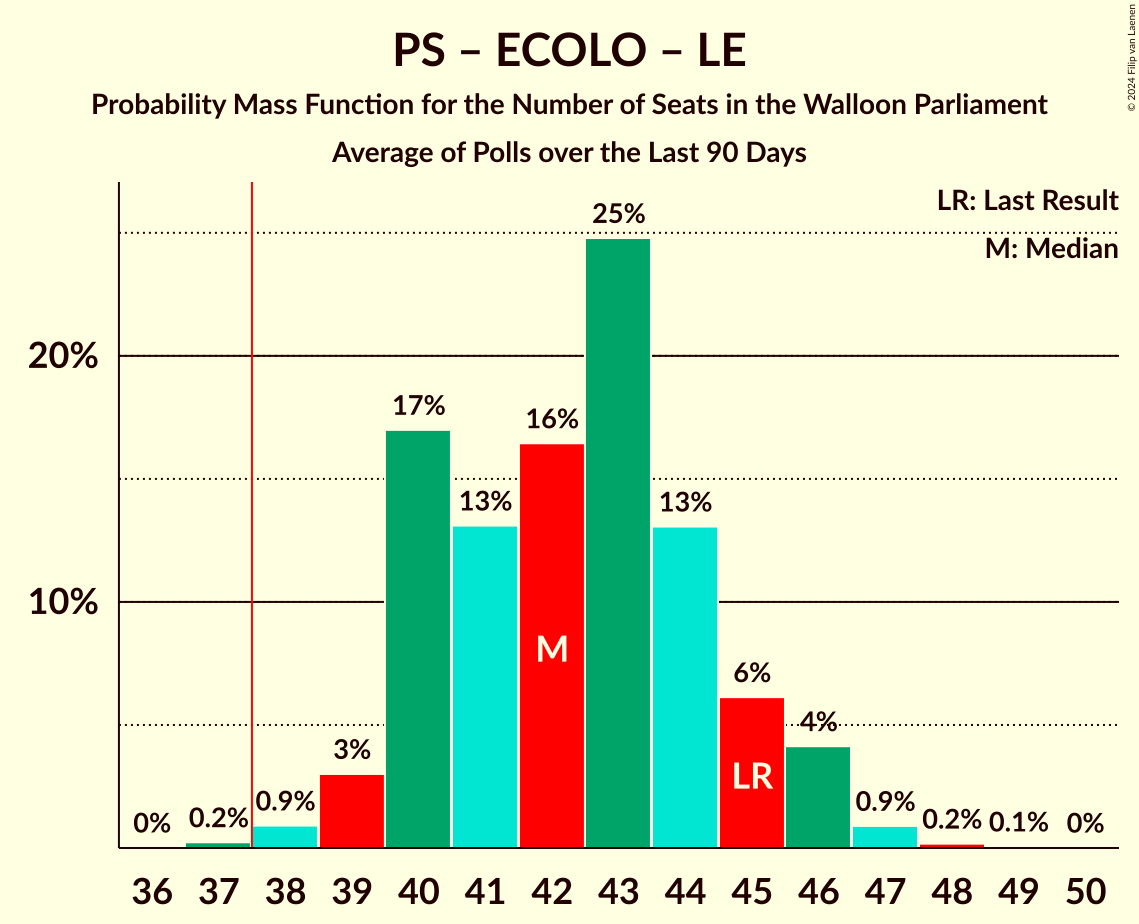 PS – ECOLO – LE
Probability Mass Function for the Number of Seats in the Walloon Parliament
Average of Polls over the Last 90 Days
© 2024 Filip van Laenen
LR: Last Result
M: Median
20%
10%
0%
0.2%
0.9%
3%
17%
13%
16%
25%
13%
6%
4%
0.9%
0.2%
0.1%
0%
M
LR
36 37 38 39 40 41 42 43 44 45 46 47 48 49 50